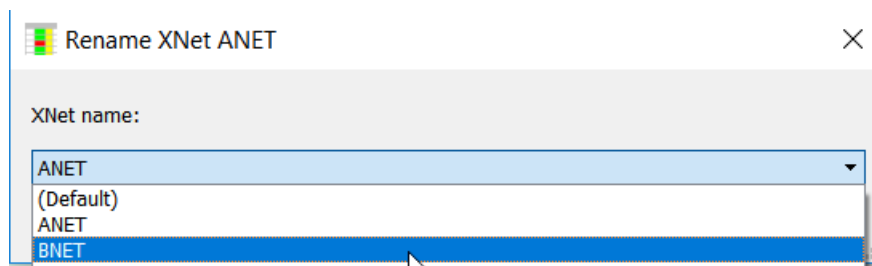 Rename XNet ANET
XNet name:
ANET
(Default)
ANET
BNET